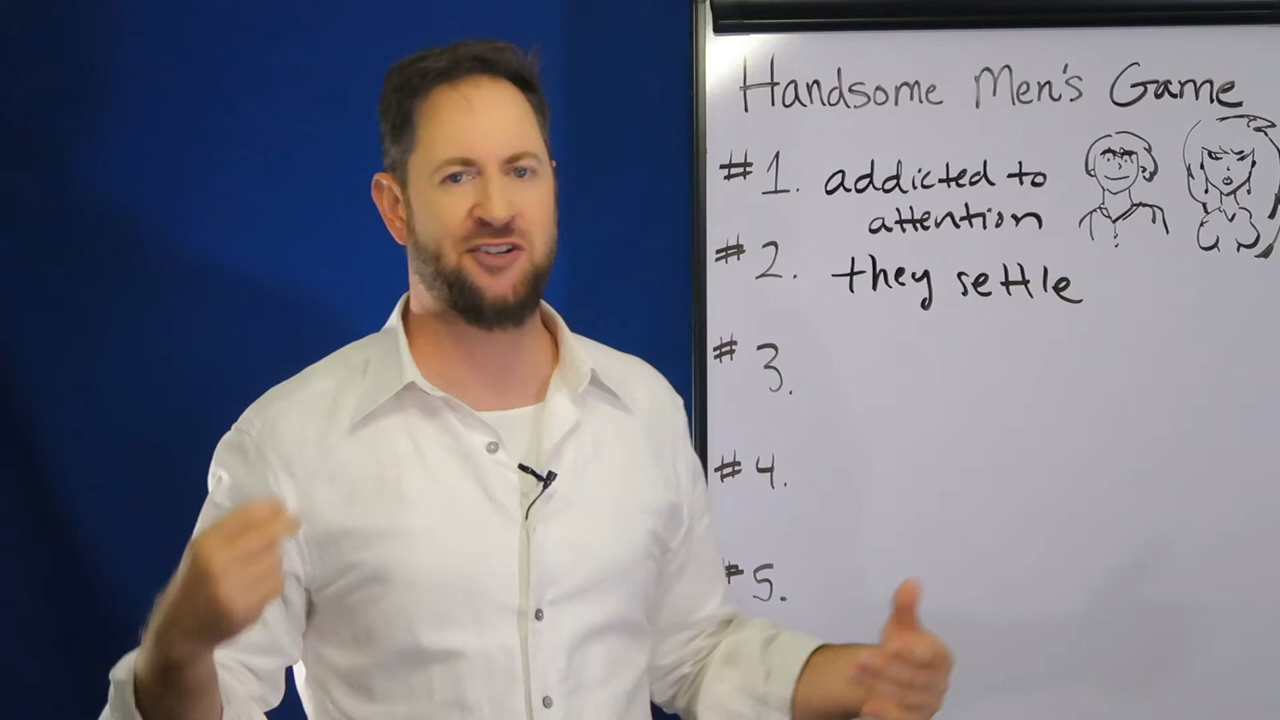 Handsome Men's Game
#1. addicted to
attention
#2. they settle
#3.
#4.
#5.